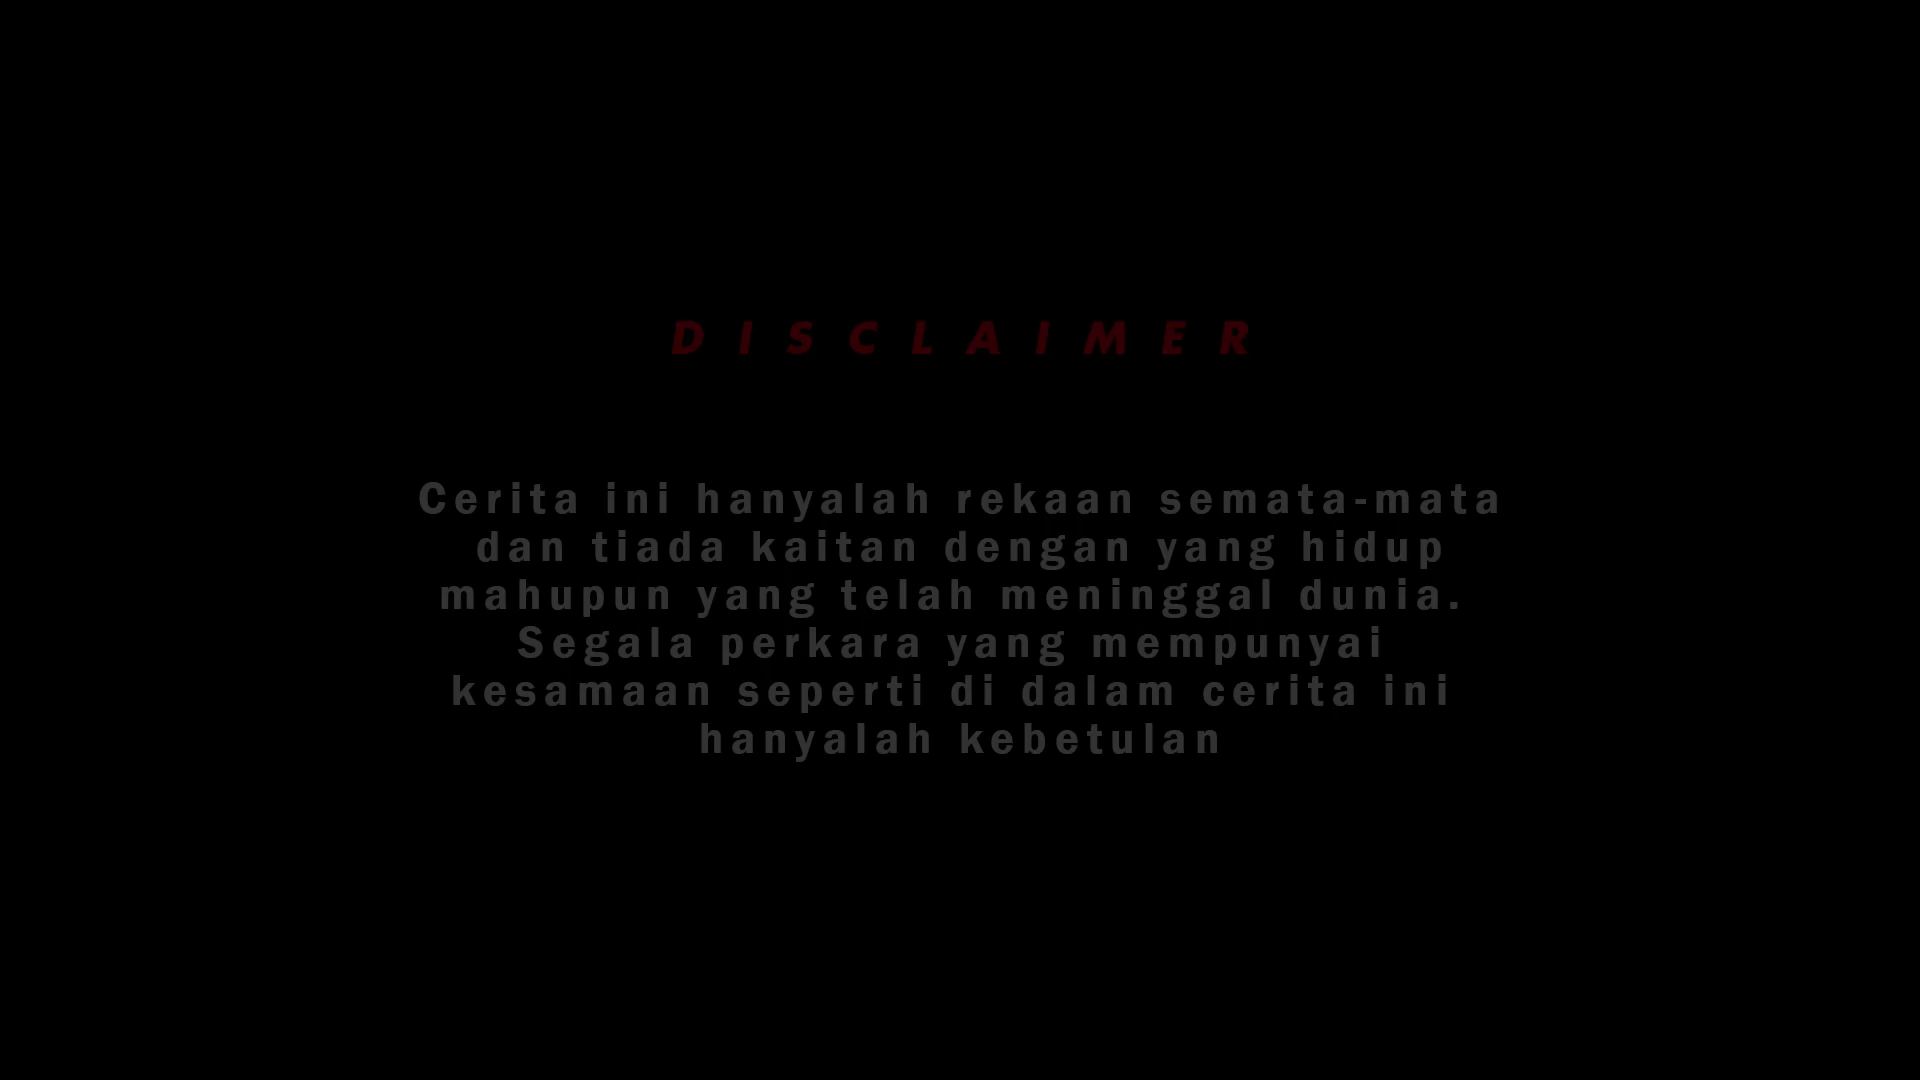 DISCLAIMER
Cerita ini hanyalah rekaan semata-mata
dan tiada kaitan dengan yang hidup
mahupun yang telah meninggal dunia.
Segala perkara yang mempunyai
kesamaan seperti di dalam cerita ini
hanyalah kebetulan